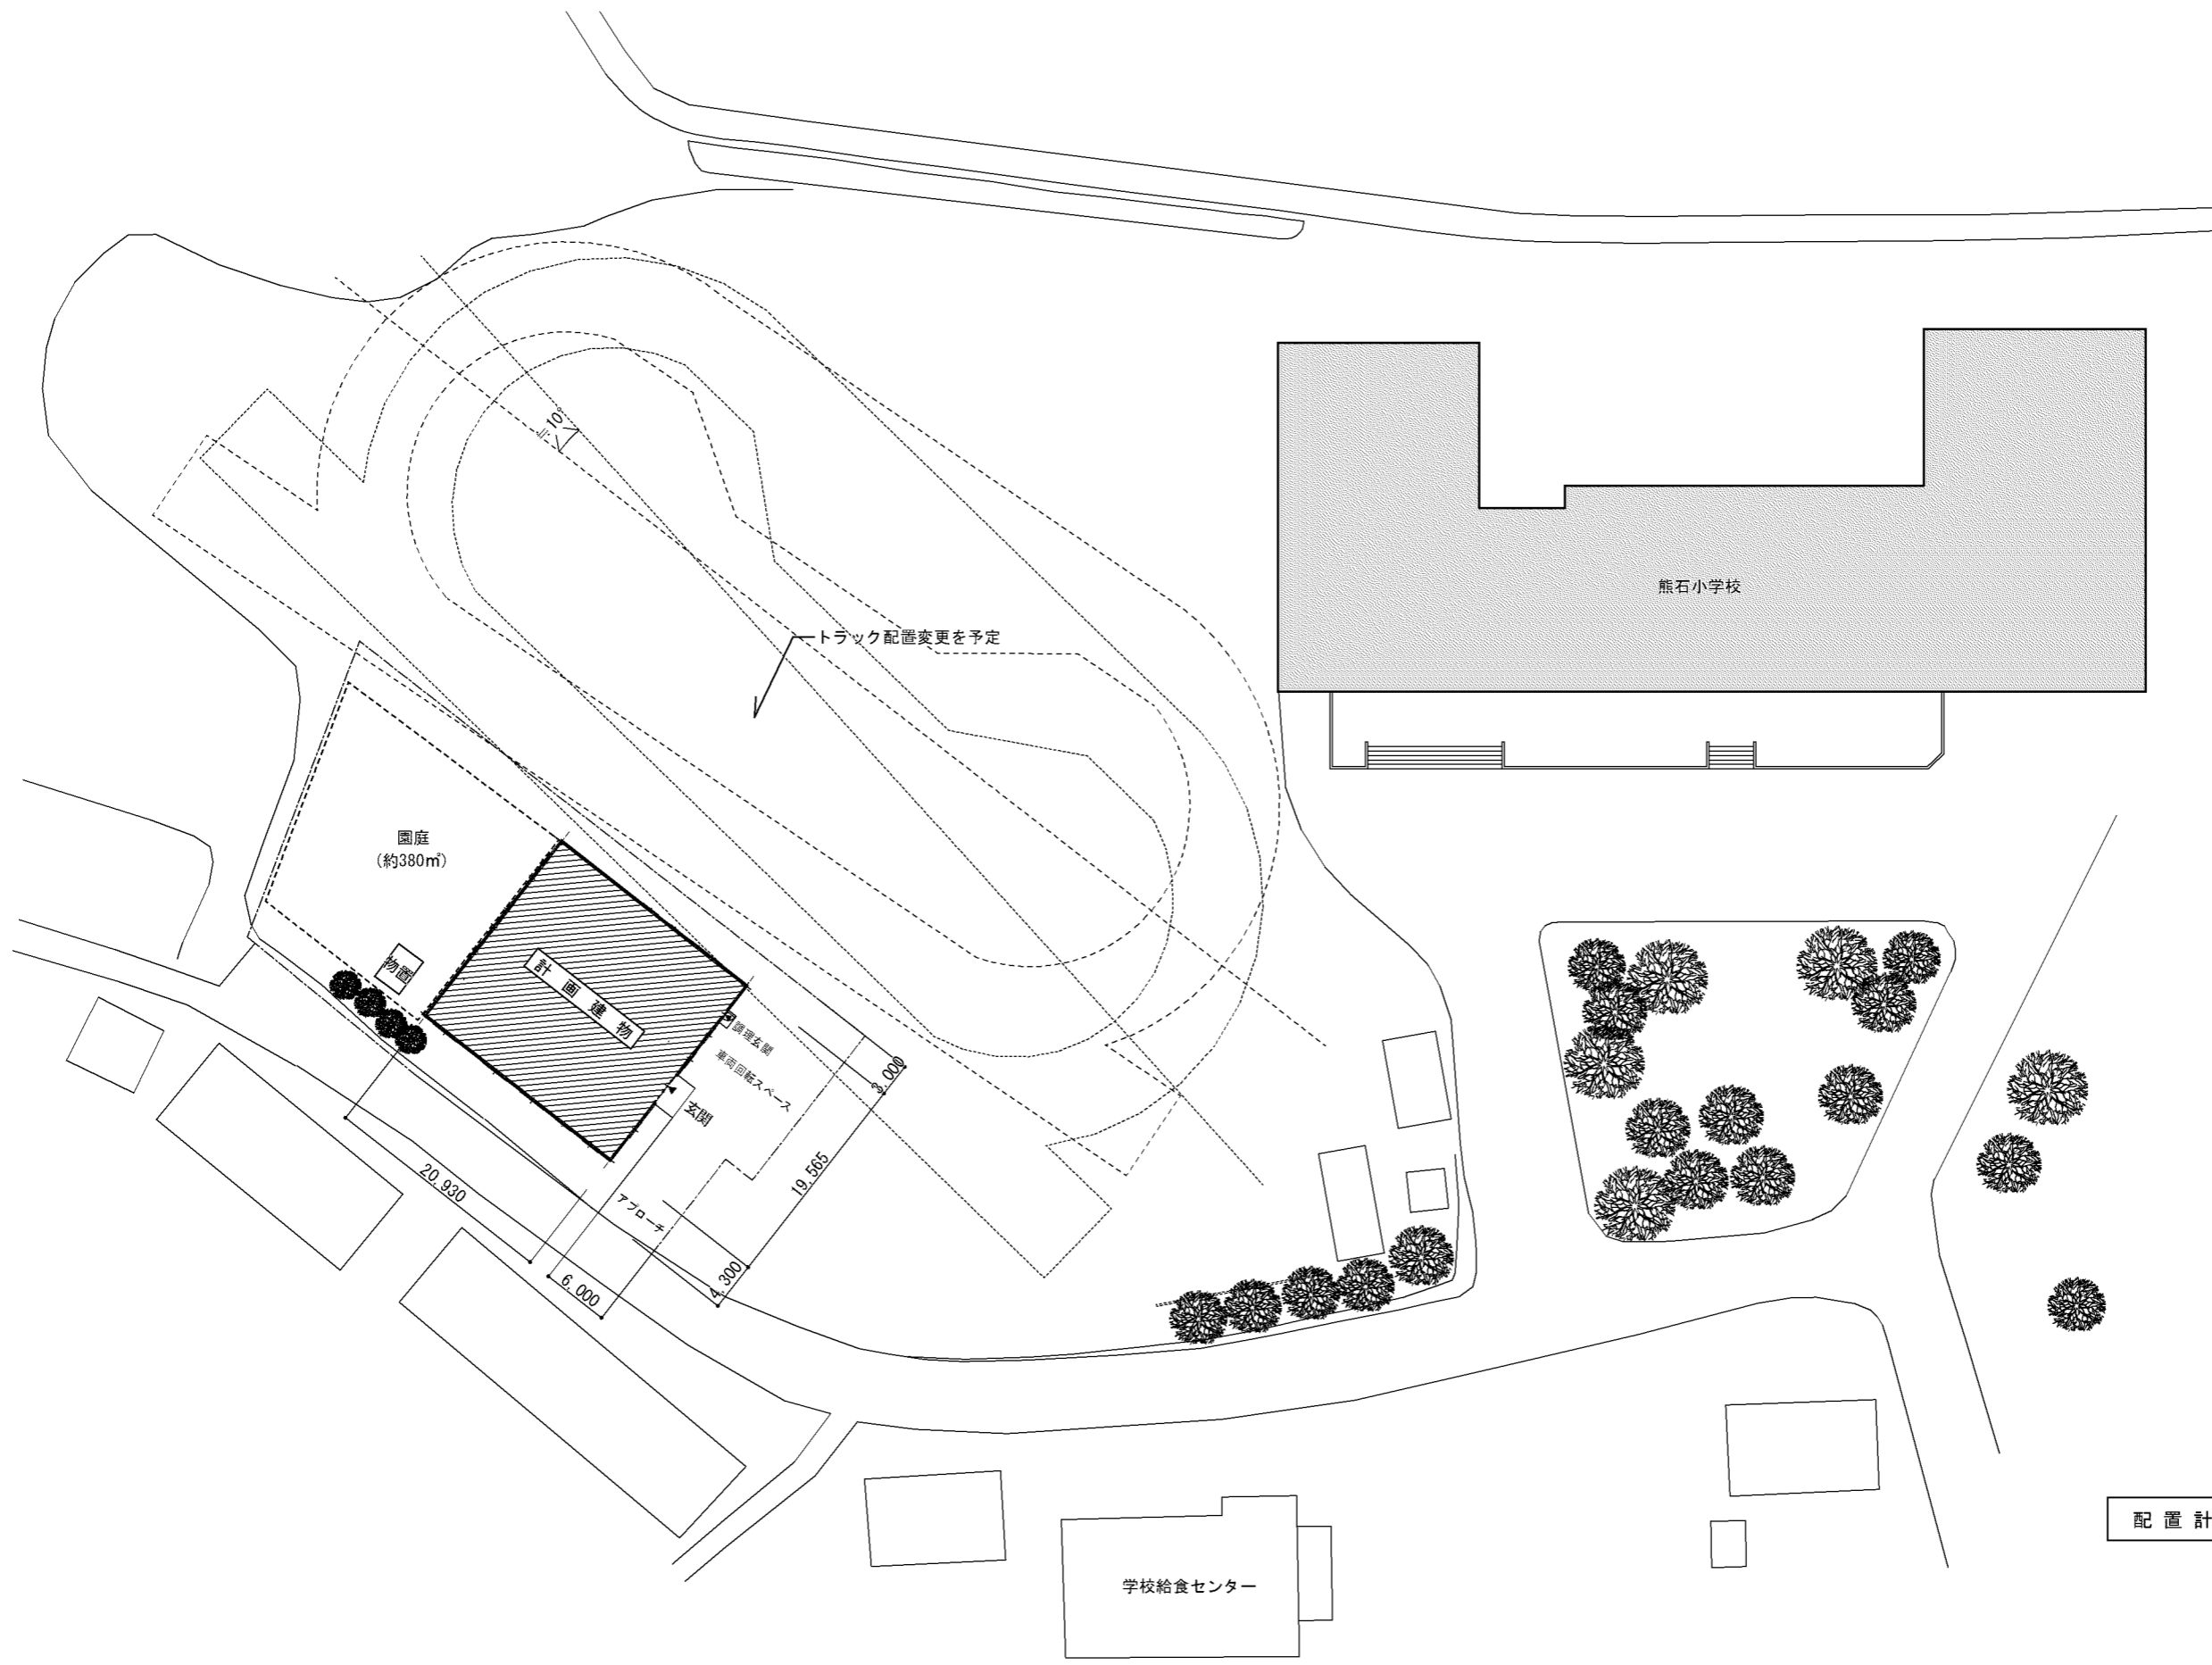 ≒10°
熊石小学校
トラック配置変更を予定
園庭
(約380㎡)
物置
計画建物
調理玄関
車両回転スペース
玄関
アプローチ
3,000
19,565
4,300
20,930
6,000
学校給食センター
配 置 計